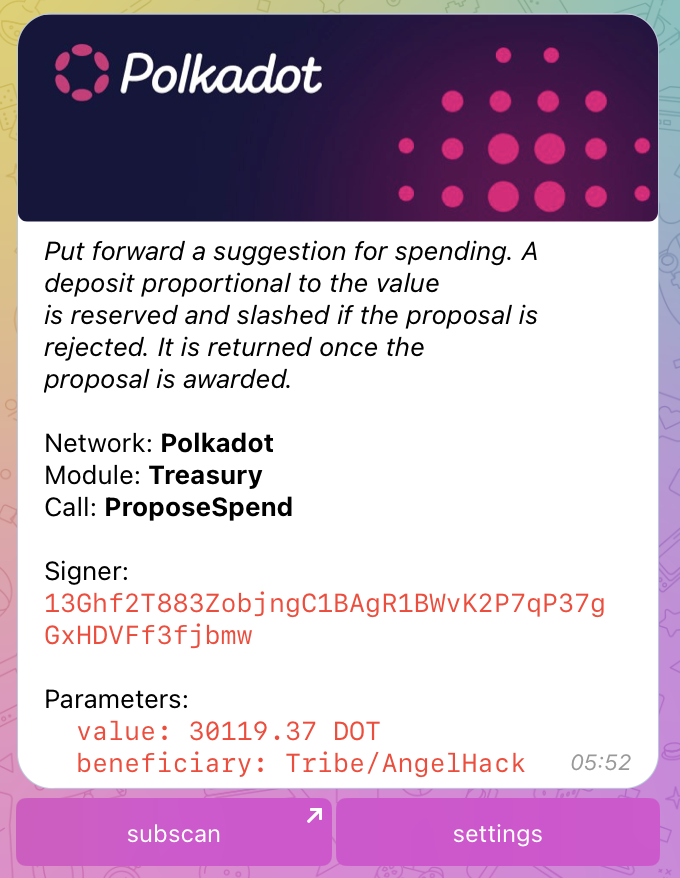 Polkadot
Put forward a suggestion for spending. A
deposit proportional to the value
is reserved and slashed if the proposal is
rejected. It is returned once the
proposal is awarded.
Network: Polkadot
Module: Treasury
Call: ProposeSpend
Signer:
13Ghf2T883ZobjngC1BAgR1BWvK2P7qP37g
GxHDVFf3fjbmw
Parameters:
value: 30119.37 DOT
beneficiary: Tribe/AngelHack
05:52
subscan
settings